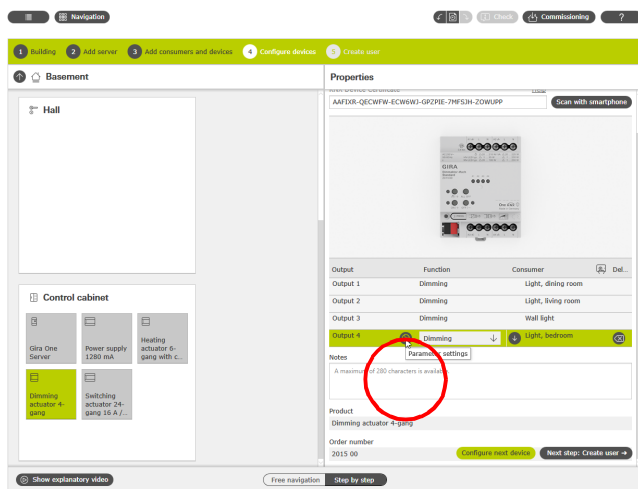 Navigation
Check
Commissioning
?
1 Building 2 Add server 3 Add consumers and devices 4 Configure devices 5 Create user
Basement
Properties
AAFIXR-QECWFW-ECW6WJ-GPZPIE-7MFSJH-ZOWUPP
Scan with smartphone
Hall
GIRA
Output Function Consumer Del...
Output 1 Dimming Light, dining room
Output 2 Dimming Light, living room
Output 3 Dimming Wall light
Output 4 Dimming Light, bedroom
Parameter settings
Control cabinet
Gira One
Server
Power supply
1280 mA
Heating
actuator 6-
gang with c...
Dimming
actuator 4-
gang
Switching
actuator 24-
gang 16 A /...
Notes
A maximum of 280 characters is available.
Product
Dimming actuator 4-gang
Order number
2015 00
Configure next device
Next step: Create user →
Show explanatory video
Free navigation
Step by step